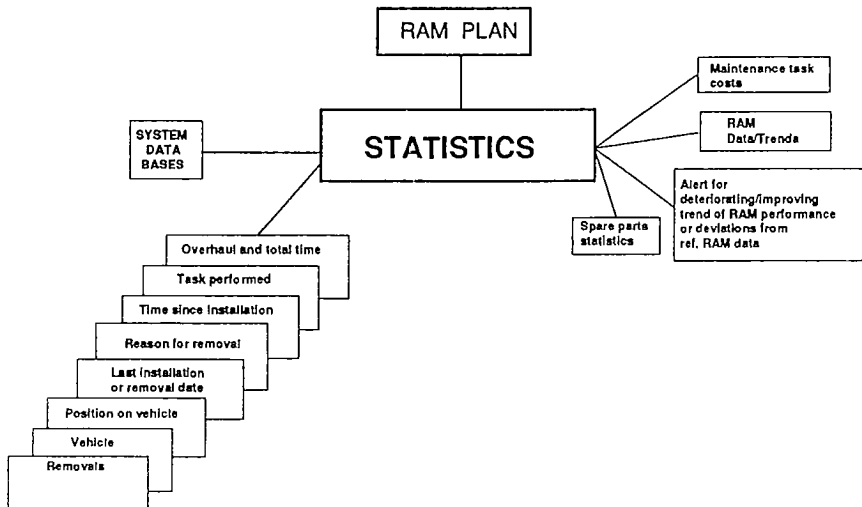 RAM PLAN
STATISTICS
SYSTEM
DATA
BASES
Maintenance task
costs
RAM
Data/Trenda
Alert for
deteriorating/improving
trend of RAM performance
or deviations from
ref. RAM data
Spare parts
statistics
Overhaul and total time
Task performed
Time since installation
Reason for removal
Last installation
or removal date
Position on vehicle
Vehicle
Removals